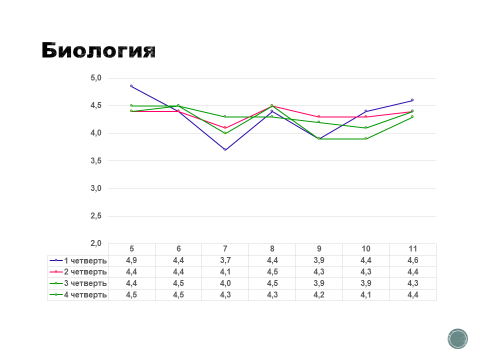 Биология
5,0
4,5
4,0
3,5
3,0
2,5
2,0
5 6 7 8 9 10 11
1 четверть 4,9 4,4 3,7 4,4 3,9 4,4 4,6
2 четверть 4,4 4,4 4,1 4,5 4,3 4,3 4,4
3 четверть 4,4 4,5 4,0 4,5 3,9 3,9 4,3
4 четверть 4,5 4,5 4,3 4,3 4,2 4,1 4,4